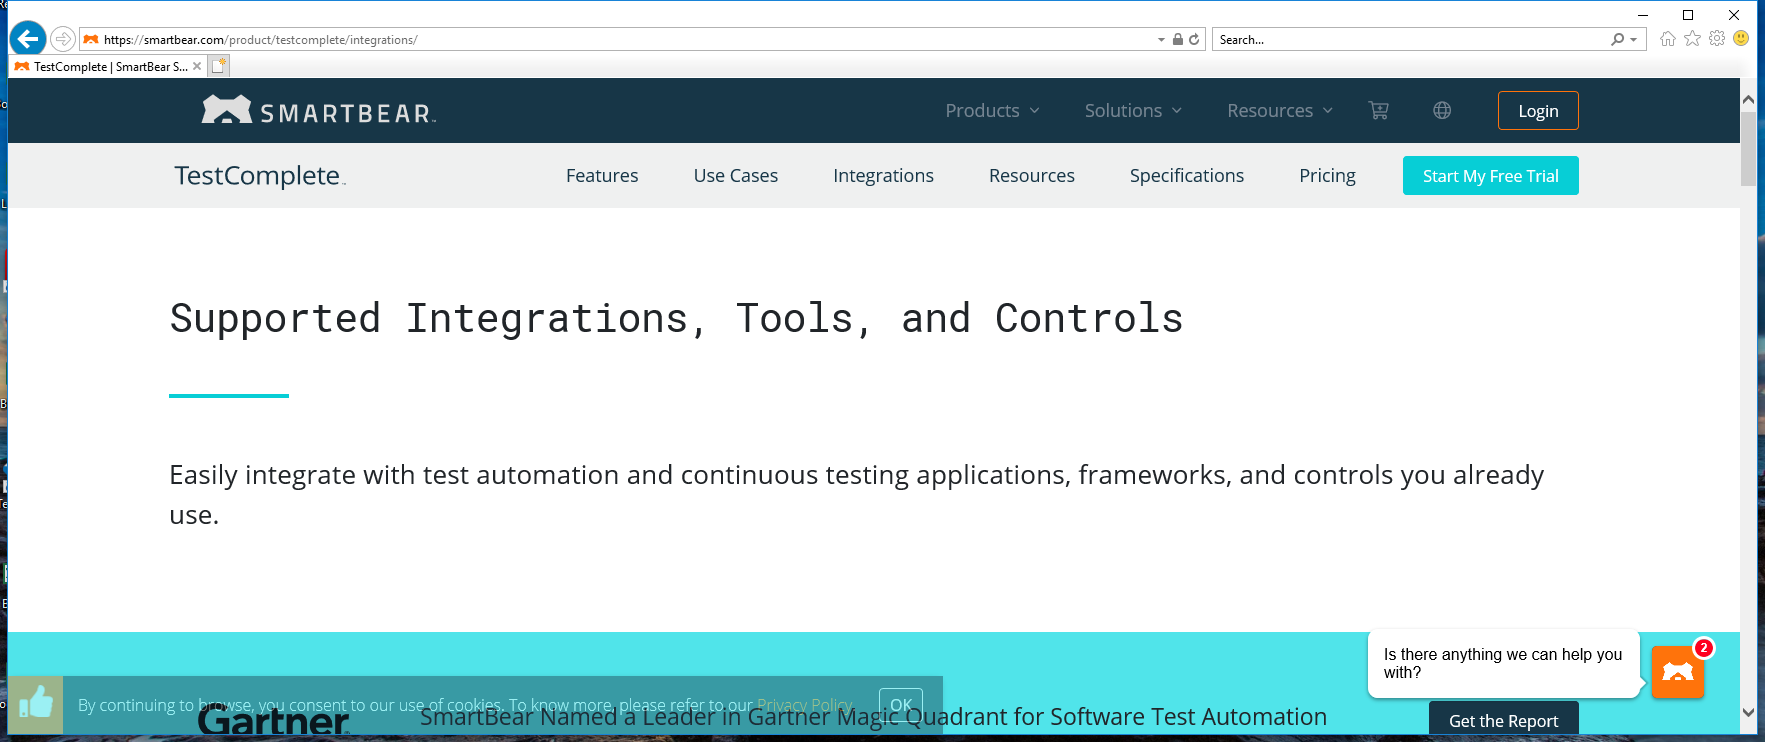 https://smartbear.com/product/testcomplete/integrations/
Search...
TestComplete | SmartBear S...
SMARTBEAR
Products
Solutions
Resources
Login
TestComplete
Features
Use Cases
Integrations
Resources
Specifications
Pricing
Start My Free Trial
Supported Integrations, Tools, and Controls
Easily integrate with test automation and continuous testing applications, frameworks, and controls you already
use.
Is there anything we can help you
with?
2
By continuing to browse, you consent to our use of cookies. To know more, please refer to our Privacy Policy.
OK
Gartner
SmartBear Named a Leader in Gartner Magic Quadrant for Software Test Automation
Get the Report